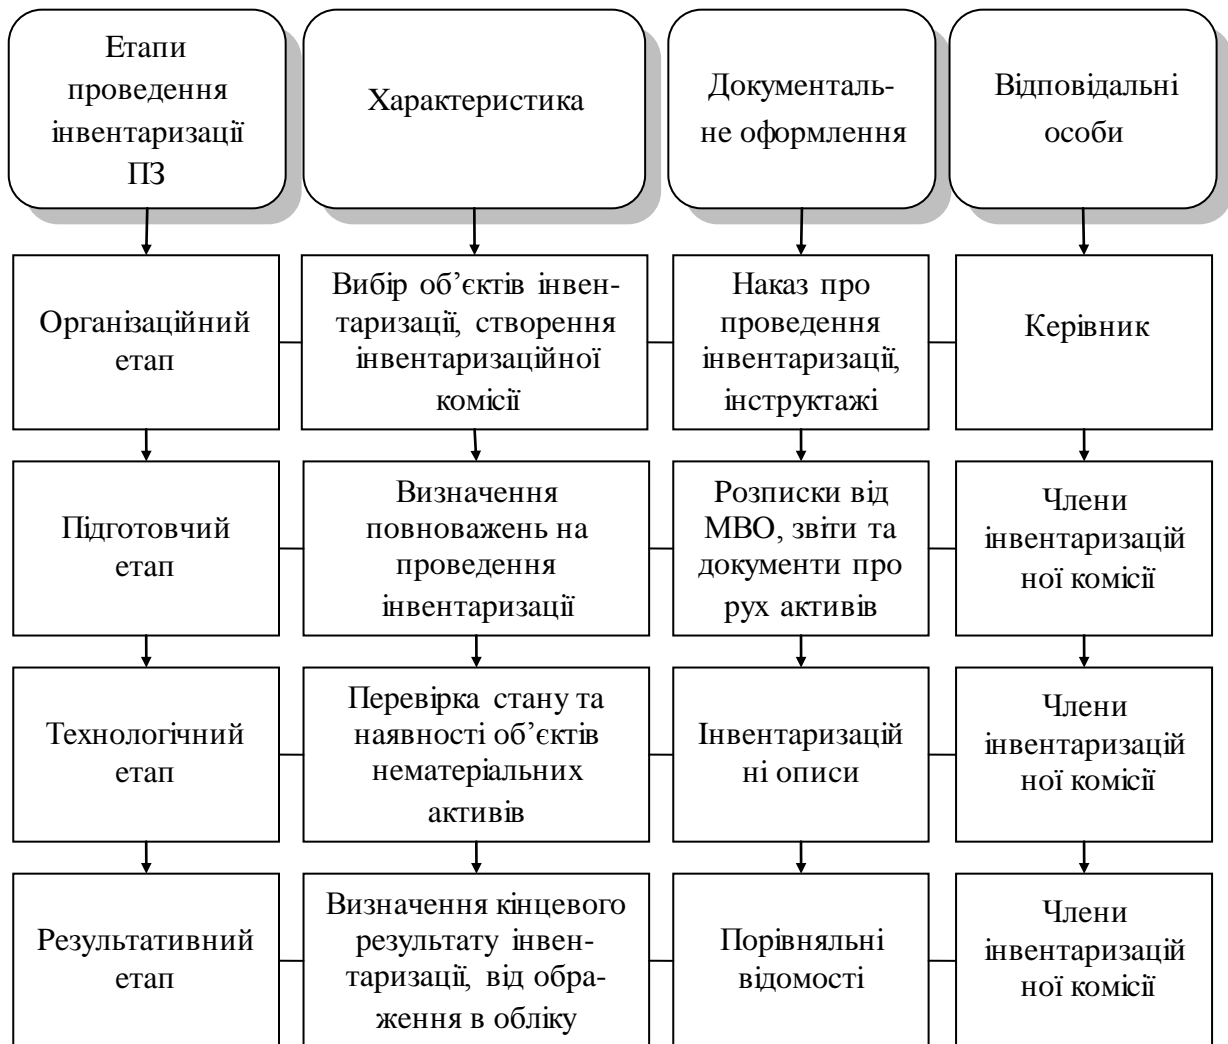 Етапи
проведення
інвентаризації
ПЗ
Характеристика
Документаль-
не оформлення
Відповідальні
особи
Організаційний
етап
Вибір об’єктів інвен-
таризації, створення
інвентаризаційної
комісії
Наказ про
проведення
інвентаризації,
інструктажі
Керівник
Підготовчий
етап
Визначення
повноважень на
проведення
інвентаризації
Розписки від
МВО, звіти та
документи про
рух активів
Члени
інвентаризацій
ної комісії
Технологічний
етап
Перевірка стану та
наявності об’єктів
нематеріальних
активів
Інвентаризацій
ні описи
Члени
інвентаризацій
ної комісії
Результативний
етап
Визначення кінцевого
результату інвен-
таризації, від обра-
ження в обліку
Порівняльні
відомості
Члени
інвентаризацій
ної комісії